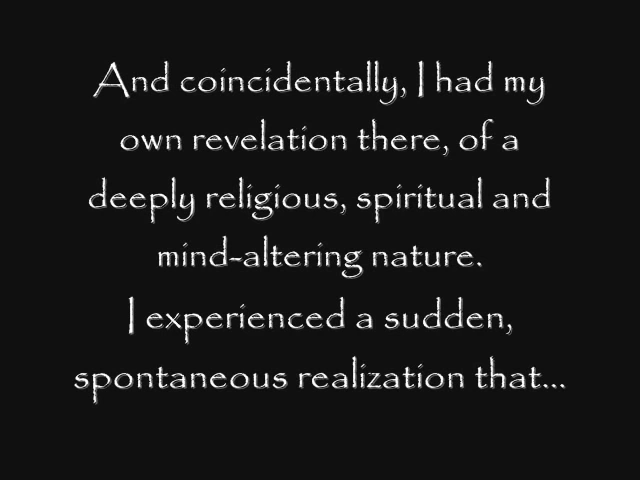 And coincidentally, I had my
own revelation there, of a
deeply religious, spiritual and
mind-altering nature.
I experienced a sudden,
spontaneous realization that...